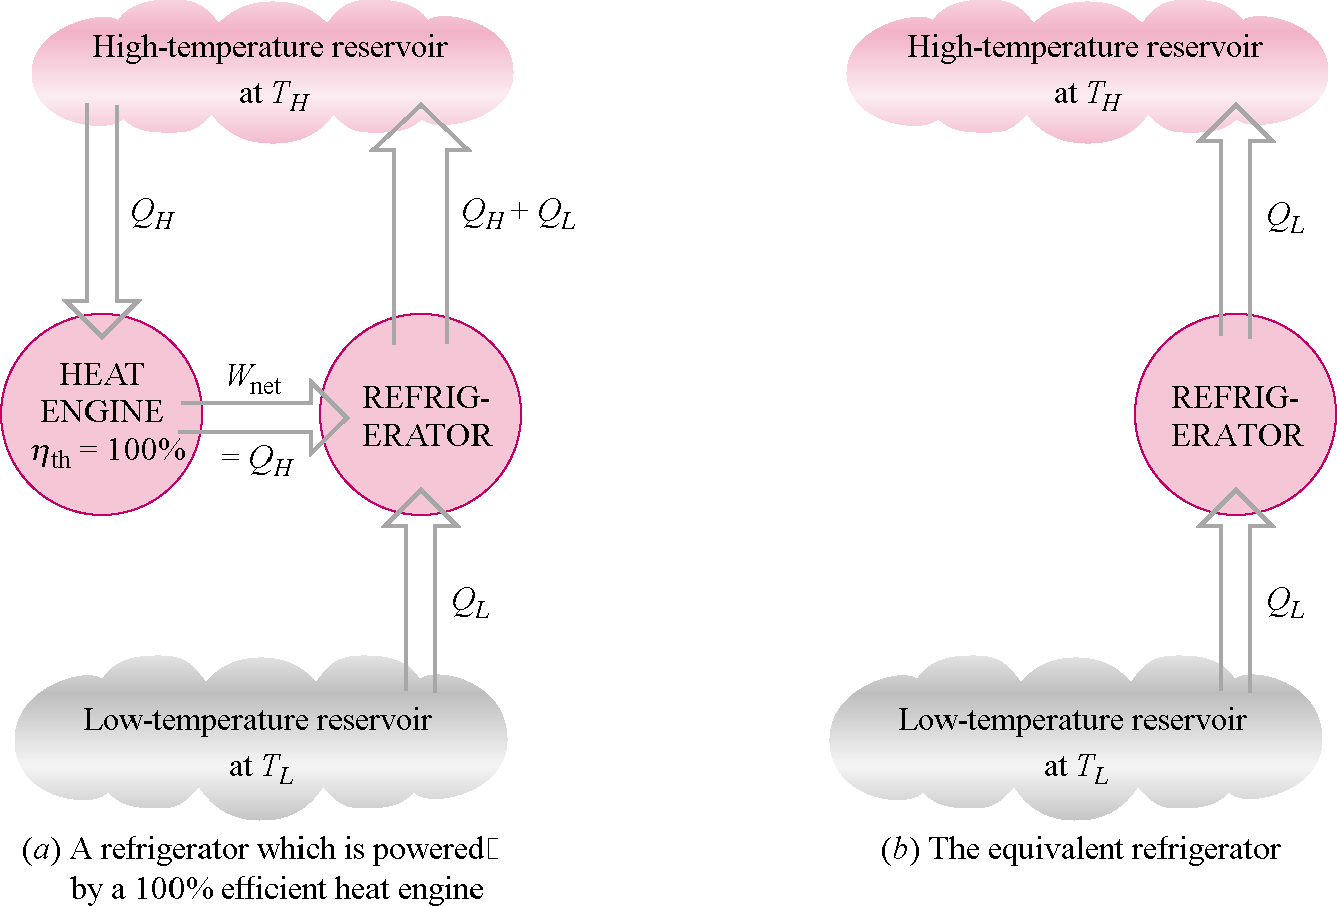 High-temperature reservoir
at T_H
Q_H
Q_H + Q_L
HEAT
ENGINE
η_th = 100%
W_net
= Q_H
REFRIG-
ERATOR
Q_L
Low-temperature reservoir
at T_L
(a) A refrigerator which is powered□
by a 100% efficient heat engine
High-temperature reservoir
at T_H
Q_L
REFRIG-
ERATOR
Q_L
Low-temperature reservoir
at T_L
(b) The equivalent refrigerator